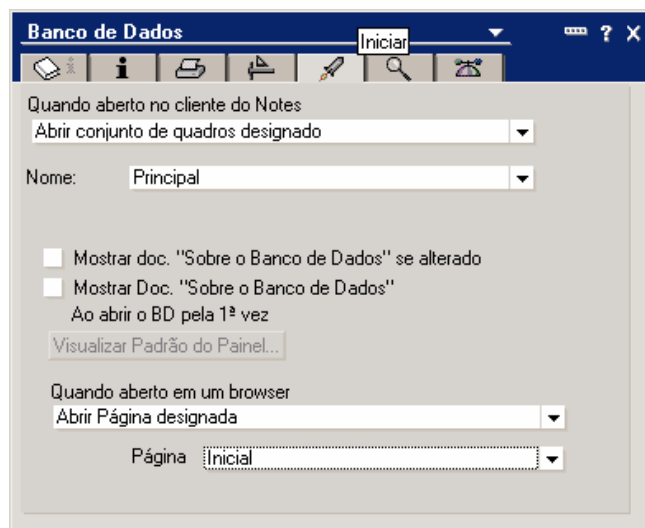 Banco de Dados
Iniciar
? X
i
Quando aberto no cliente do Notes
Abrir conjunto de quadros designado
Nome: Principal
Mostrar doc. "Sobre o Banco de Dados" se alterado
Mostrar Doc. "Sobre o Banco de Dados"
Ao abrir o BD pela 1ª vez
Visualizar Padrão do Painel...
Quando aberto em um browser
Abrir Página designada
Página Inicial